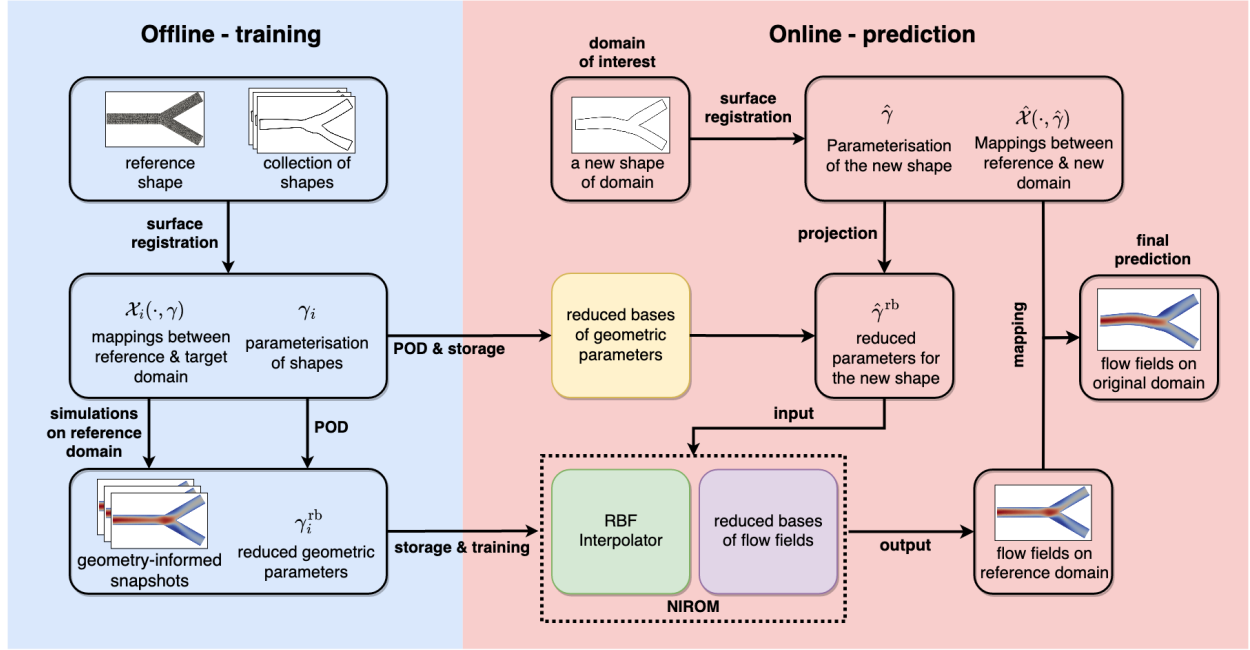 Offline - training
reference
shape
collection of
shapes
surface
registration
𝒳ᵢ(·, γ)
mappings between
reference & target
domain
γᵢ
parameterisation
of shapes
POD & storage
simulations
on reference
domain
POD
geometry-informed
snapshots
γᵢ^rb
reduced geometric
parameters
storage & training
Online - prediction
domain
of interest
a new shape
of domain
surface
registration
γ̂
Parameterisation
of the new shape
𝒳̂(·, γ̂)
Mappings between
reference & new
domain
projection
reduced bases
of geometric
parameters
γ̂^rb
reduced
parameters for
the new shape
input
RBF
Interpolator
reduced bases
of flow fields
NIROM
output
flow fields on
reference domain
mapping
final
prediction
flow fields on
original domain